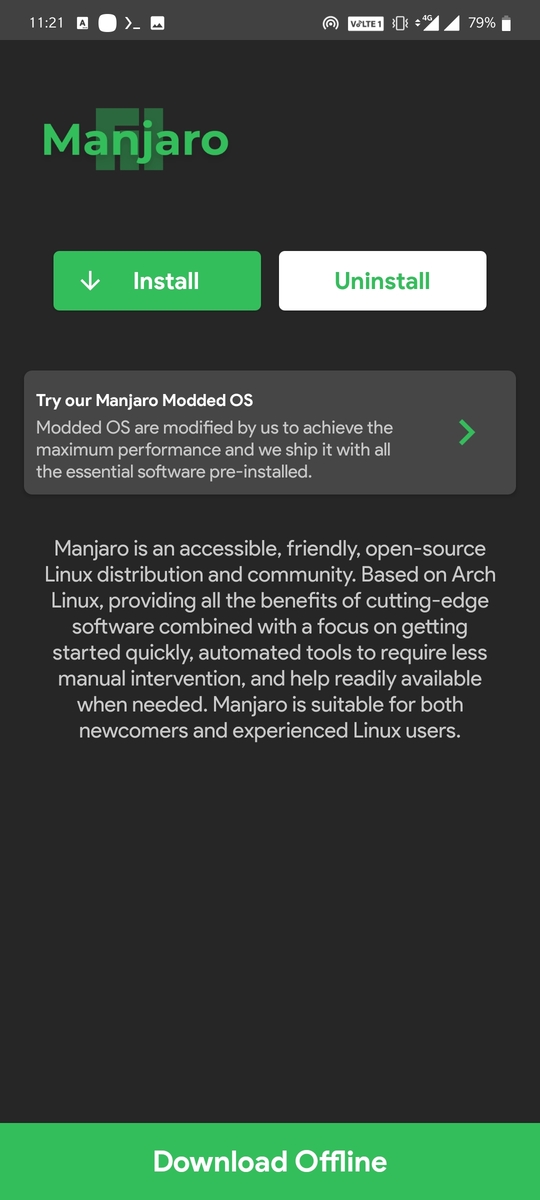 11:21 A VoLTE 1 4G 79%
Manjaro
Install
Uninstall
Try our Manjaro Modded OS
Modded OS are modified by us to achieve the
maximum performance and we ship it with all
the essential software pre-installed.
Manjaro is an accessible, friendly, open-source
Linux distribution and community. Based on Arch
Linux, providing all the benefits of cutting-edge
software combined with a focus on getting
started quickly, automated tools to require less
manual intervention, and help readily available
when needed. Manjaro is suitable for both
newcomers and experienced Linux users.
Download Offline